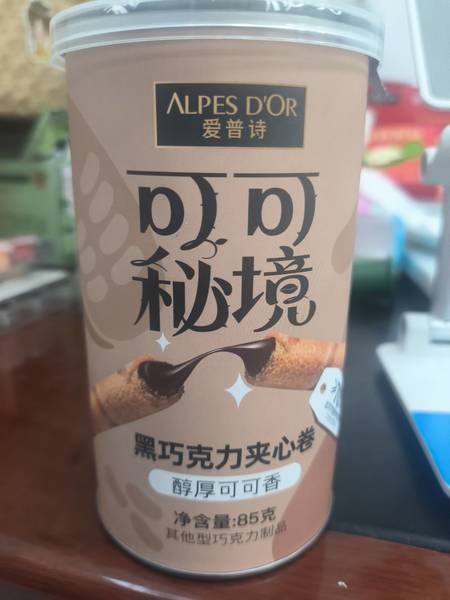 ALPES D'OR
爱普诗
可可
秘境
黑巧克力夹心卷
醇厚可可香
净含量:85克
其他型巧克力制品